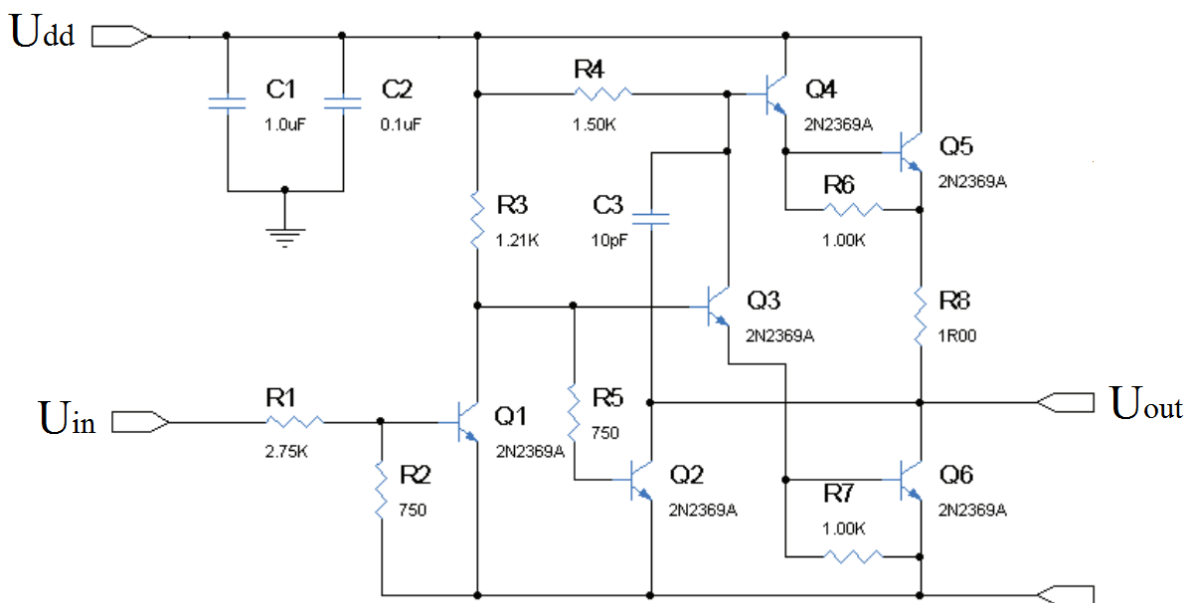 Udd
C1
1.0uF
C2
0.1uF
R4
1.50K
Q4
2N2369A
Q5
2N2369A
R3
1.21K
C3
10pF
R6
1.00K
Q3
2N2369A
R8
1R00
Uin
R1
2.75K
Q1
2N2369A
R5
750
Uout
R2
750
Q2
2N2369A
R7
1.00K
Q6
2N2369A